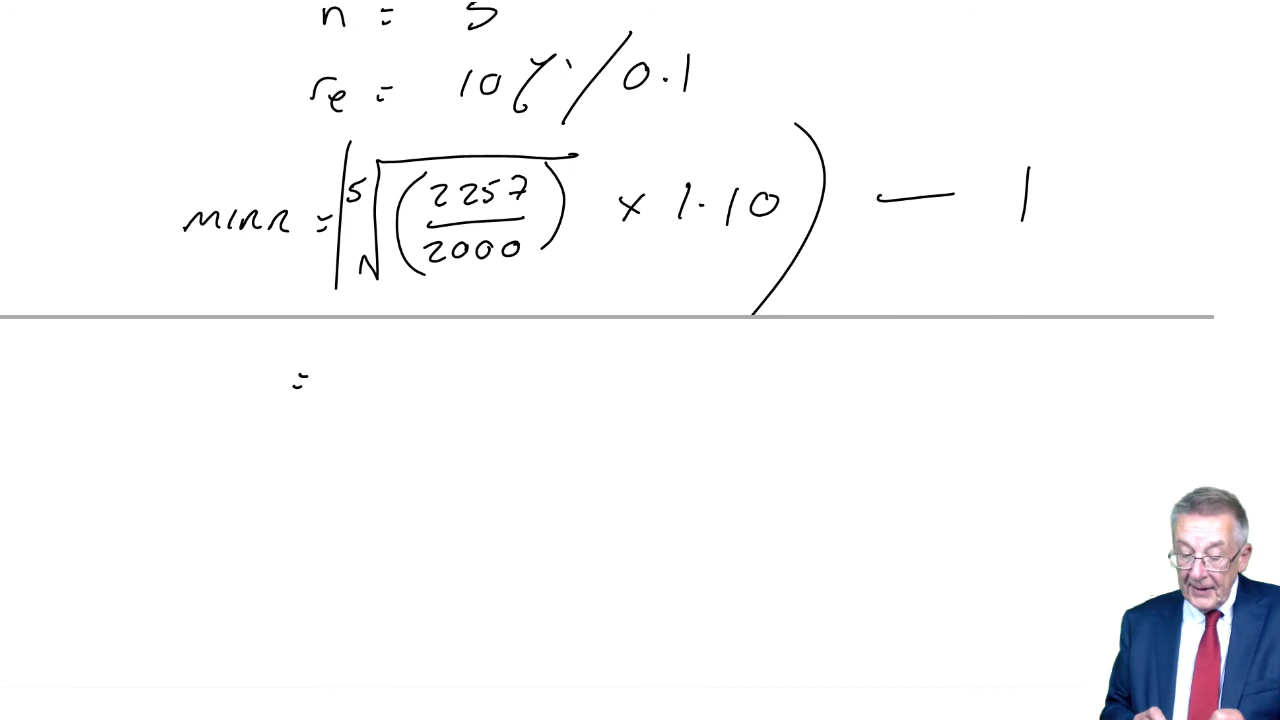 n = 5
re = 10%/0.1
MIRR = (⁵√(2257/2000) × 1.10) — 1
=